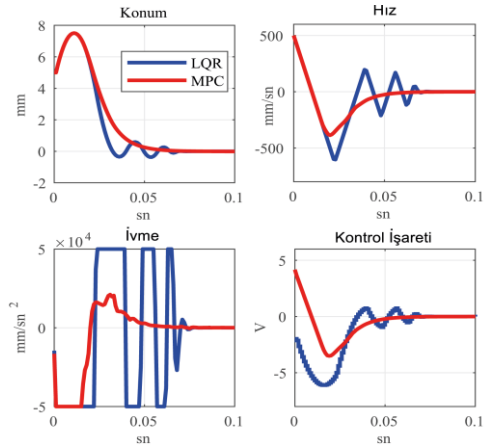 Konum
8
6
4
2
0
-2
mm
LQR
MPC
0
0.05
0.1
sn
Hız
500
0
-500
mm/sn
0
0.05
0.1
sn
İvme
×10⁴
5
0
-5
mm/sn²
0
0.05
0.1
sn
Kontrol İşareti
5
0
-5
V
0
0.05
0.1
sn